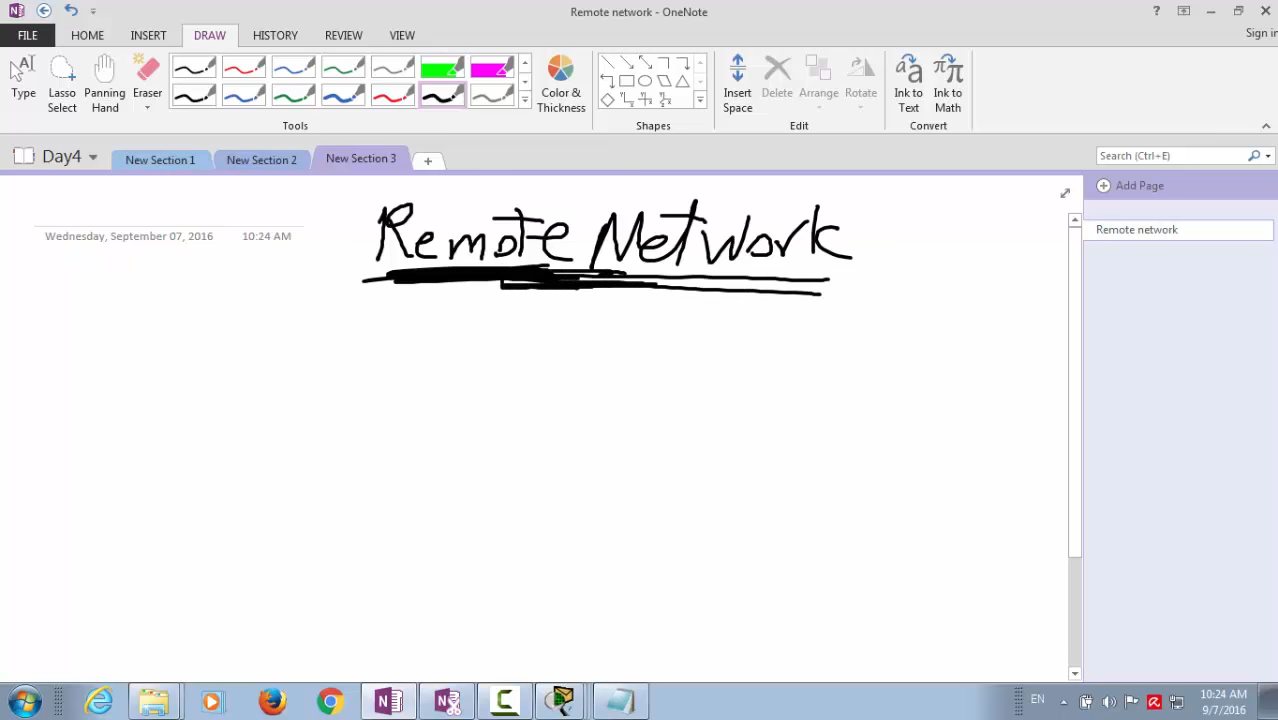 Remote network - OneNote
?
Sign in
FILE HOME INSERT DRAW HISTORY REVIEW VIEW
Type
Lasso Select
Panning Hand
Eraser
Color & Thickness
Insert Space
Delete
Arrange
Rotate
Ink to Text
Ink to Math
Tools
Shapes
Edit
Convert
Day4
New Section 1
New Section 2
New Section 3
Search (Ctrl+E)
Add Page
Remote network
Remote Network
Wednesday, September 07, 2016 10:24 AM
EN
10:24 AM
9/7/2016